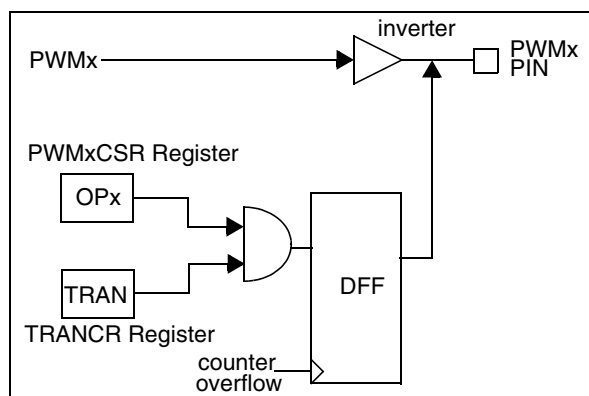 inverter
PWMx
PWMx
PIN
PWMxCSR Register
OPx
TRAN
DFF
TRANCR Register
counter
overflow